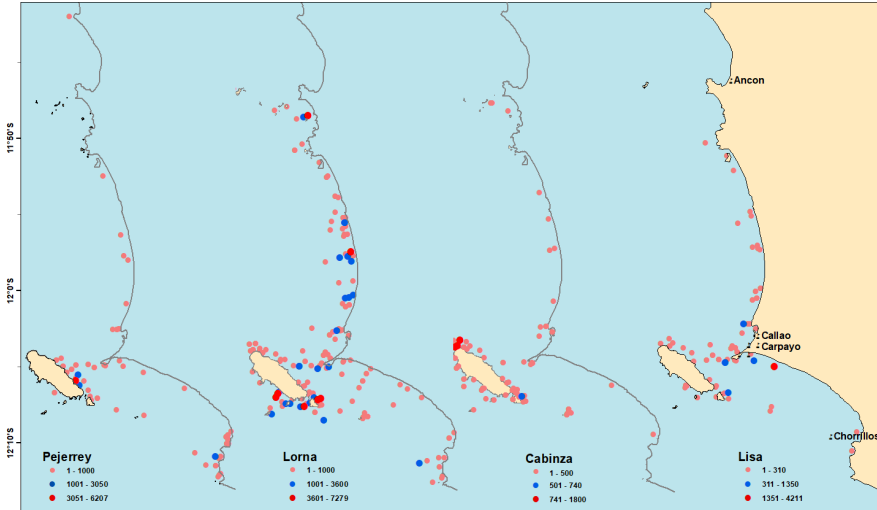 Ancon
11°50'S
12°0'S
Callao
Carpayo
12°10'S
Chorrillos
Pejerrey
1 - 1000
1001 - 3050
3051 - 6207
Lorna
1 - 1000
1001 - 3600
3601 - 7279
Cabinza
1 - 500
501 - 740
741 - 1800
Lisa
1 - 310
311 - 1350
1351 - 4211